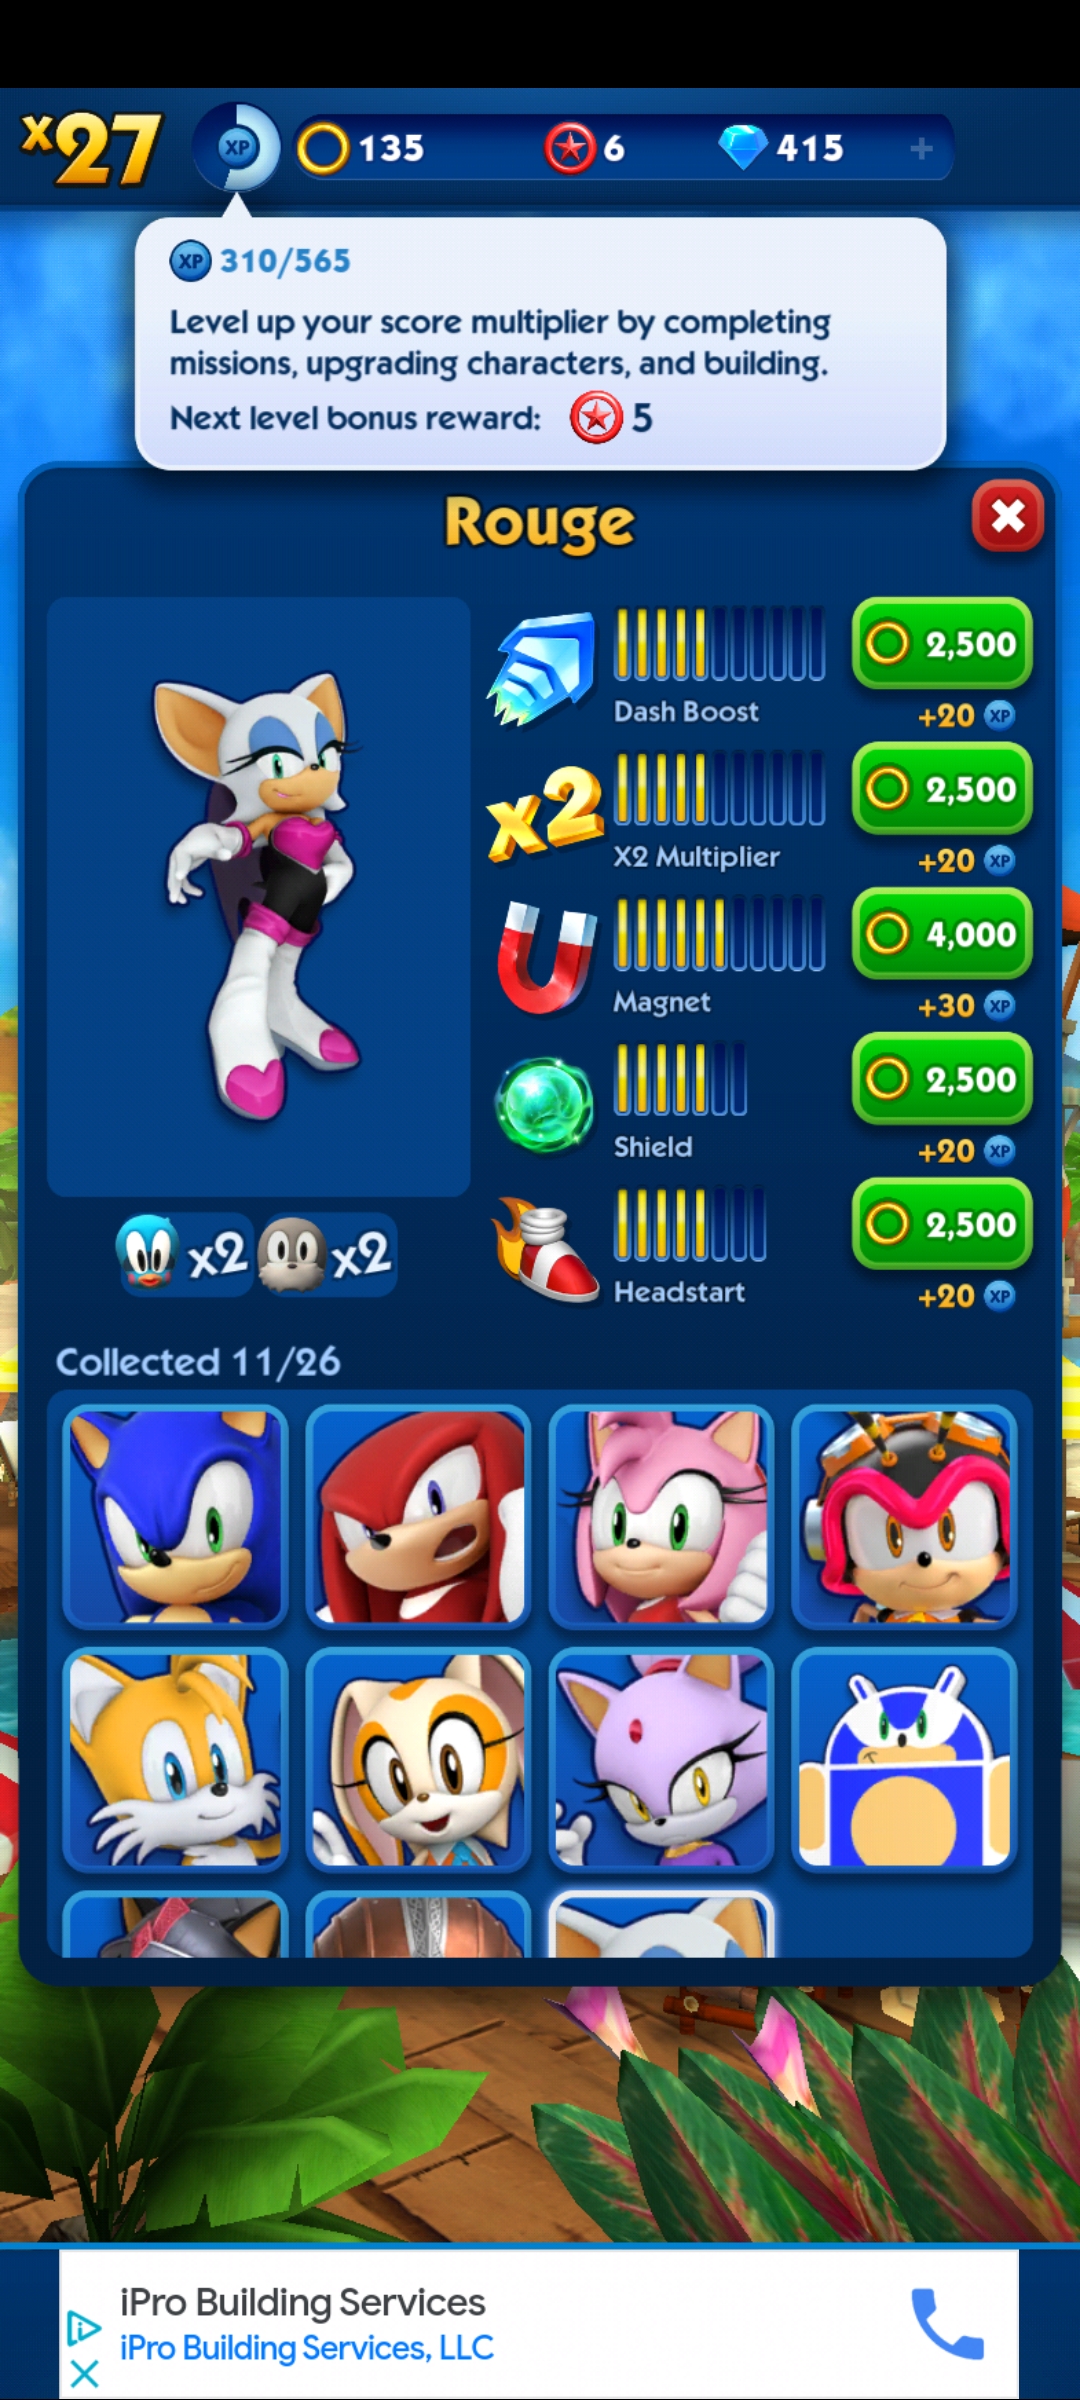 x27
XP
135
6
415
+
XP 310/565
Level up your score multiplier by completing
missions, upgrading characters, and building.
Next level bonus reward: 5
Rouge
2,500
Dash Boost
+20 XP
x2
2,500
X2 Multiplier
+20 XP
4,000
Magnet
+30 XP
2,500
Shield
+20 XP
x2 x2
2,500
Headstart
+20 XP
Collected 11/26
iPro Building Services
iPro Building Services, LLC